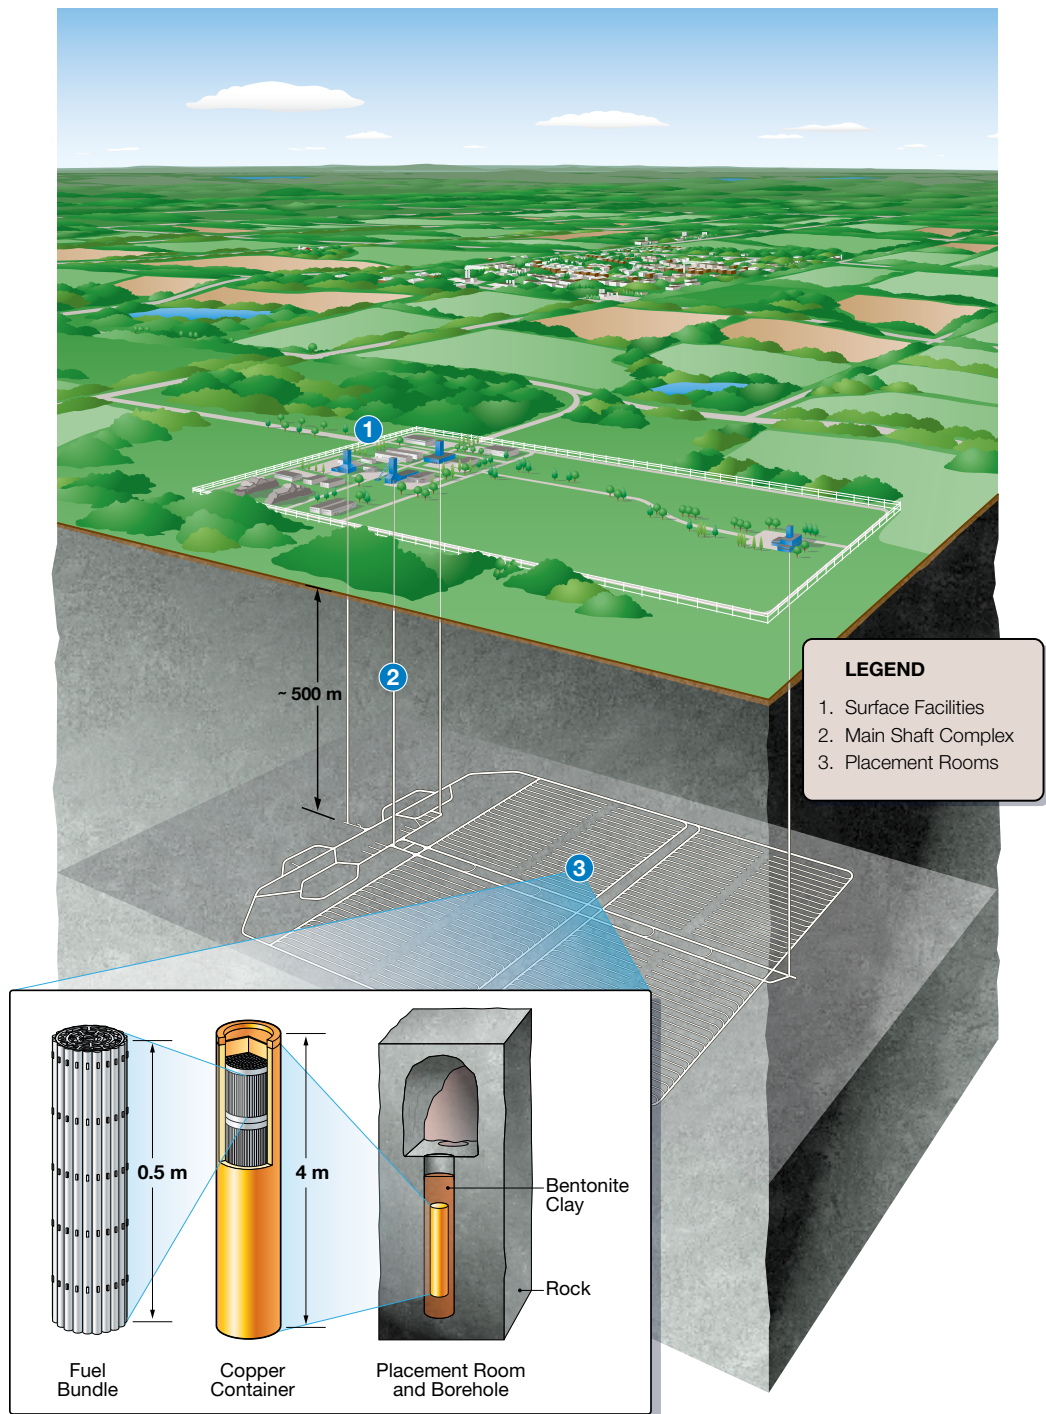 1
2
~ 500 m
LEGEND
1. Surface Facilities
2. Main Shaft Complex
3. Placement Rooms
3
0.5 m
4 m
Bentonite
Clay
Rock
Fuel
Bundle
Copper
Container
Placement Room
and Borehole